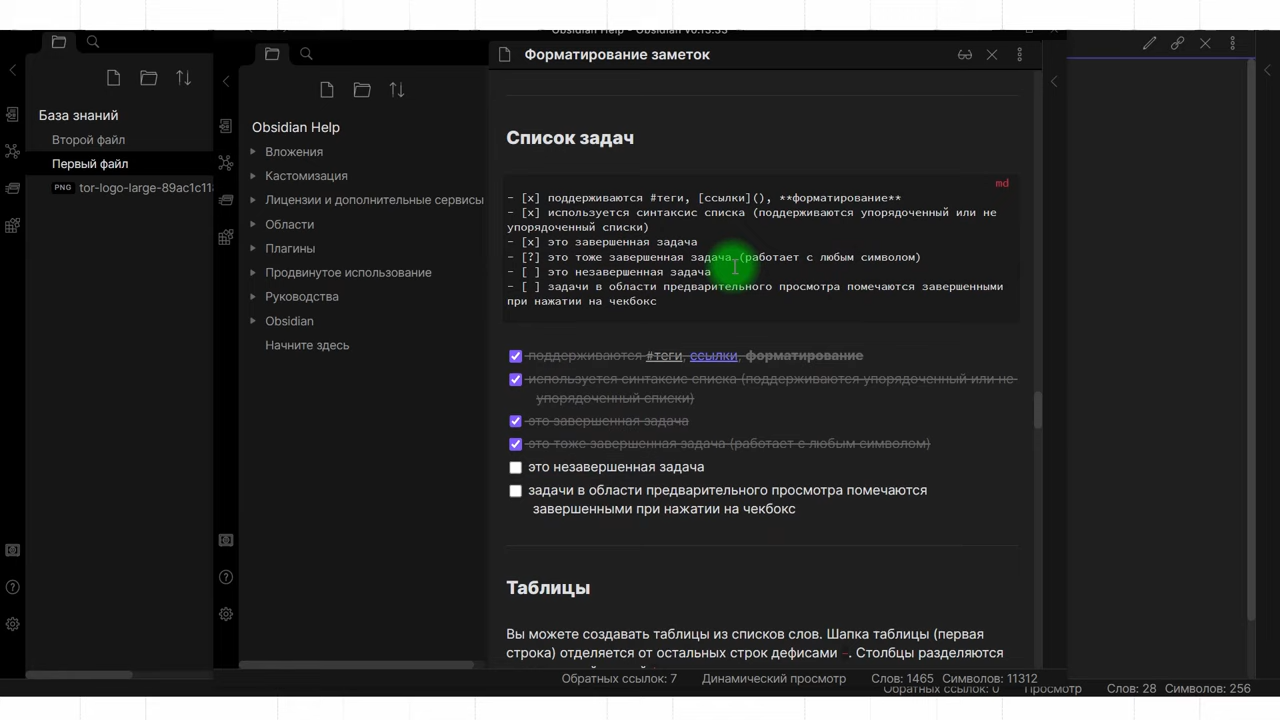 Obsidian Help - Obsidian v0.15.33
База знаний
Второй файл
Первый файл
PNG tor-logo-large-89ac1c11
Obsidian Help
Вложения
Кастомизация
Лицензии и дополнительные сервисы
Области
Плагины
Продвинутое использования
Руководства
Obsidian
Начните здесь
Форматирование заметок
Список задач
md
- [x] поддерживаются #теги, [ссылки](), **форматирование**
- [x] используется синтаксис списка (поддерживаются упорядоченный или не
упорядоченный списки)
- [x] это завершенная задача
- [?] это тоже завершенная задача (работает с любым символом)
- [ ] это незавершенная задача
- [ ] задачи в области предварительного просмотра помечаются завершенными
при нажатии на чекбокс
поддерживаются #теги, ссылки, форматирование
используется синтаксис списка (поддерживаются упорядоченный или не
упорядоченный списки)
это завершенная задача
это тоже завершенная задача (работает с любым символом)
это незавершенная задача
задачи в области предварительного просмотра помечаются
завершенными при нажатии на чекбокс
Таблицы
Вы можете создавать таблицы из списков слов. Шапка таблицы (первая
строка) отделяется от остальных строк дефисами -. Столбцы разделяются
Обратных ссылок: 7 Динамический просмотр Слов: 1465 Символов: 11312
Обратных ссылок: 0 Просмотр Слов: 28 Символов: 256